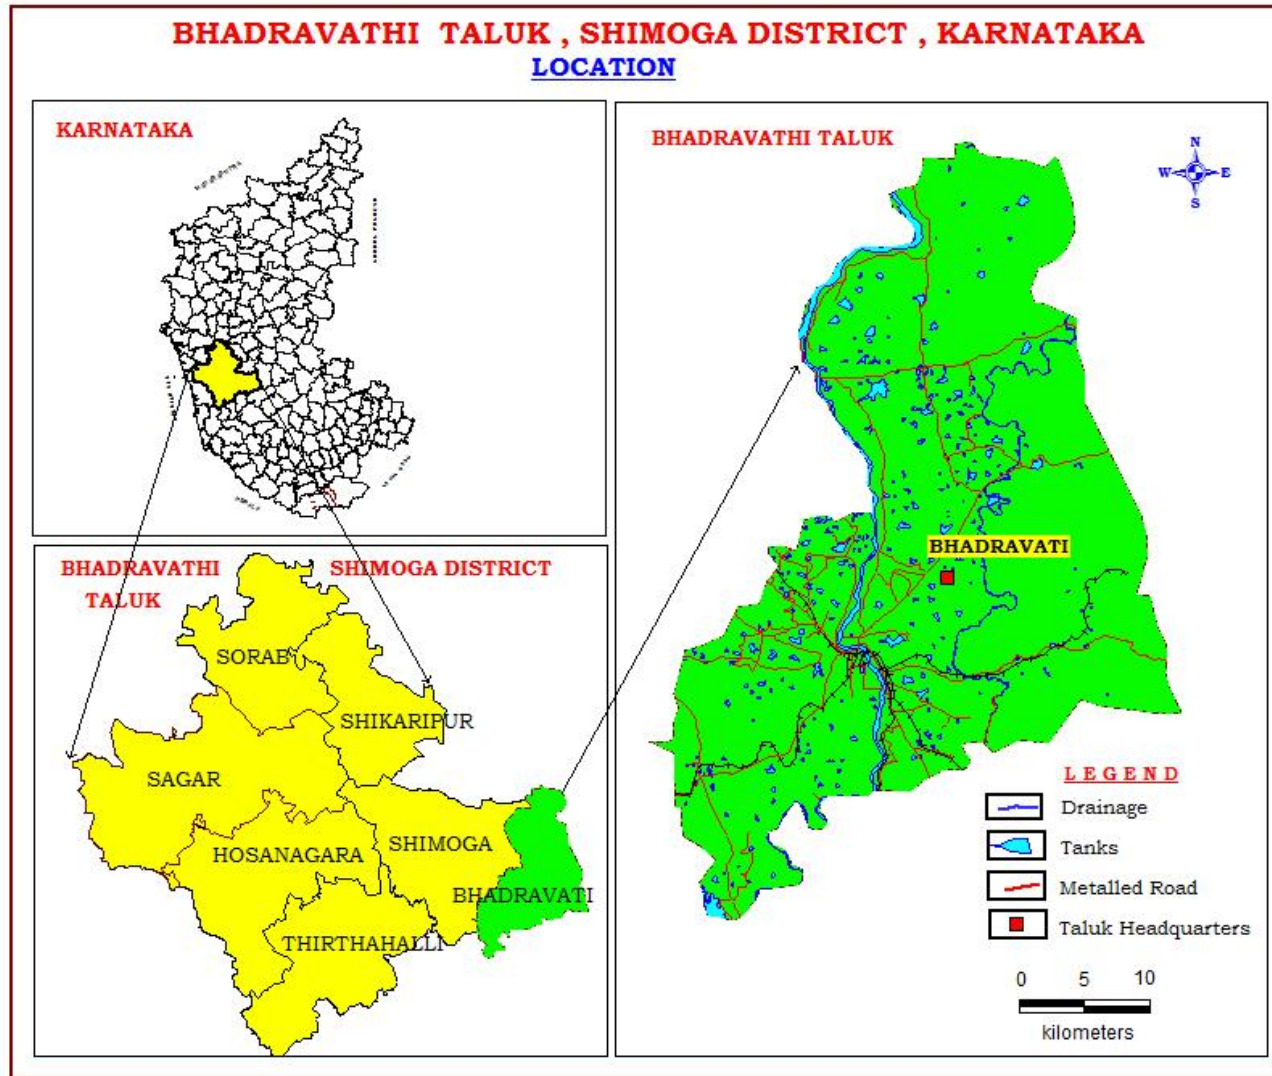 BHADRAVATHI TALUK , SHIMOGA DISTRICT , KARNATAKA
LOCATION
KARNATAKA
BHADRAVATHI TALUK
N
W E
S
BHADRAVATI
BHADRAVATHI
TALUK
SHIMOGA DISTRICT
SORAB
SHIKARIPUR
SAGAR
HOSANAGARA
SHIMOGA
BHADRAVATI
THIRTHAHALLI
LEGEND
Drainage
Tanks
Metalled Road
Taluk Headquarters
0 5 10
kilometers